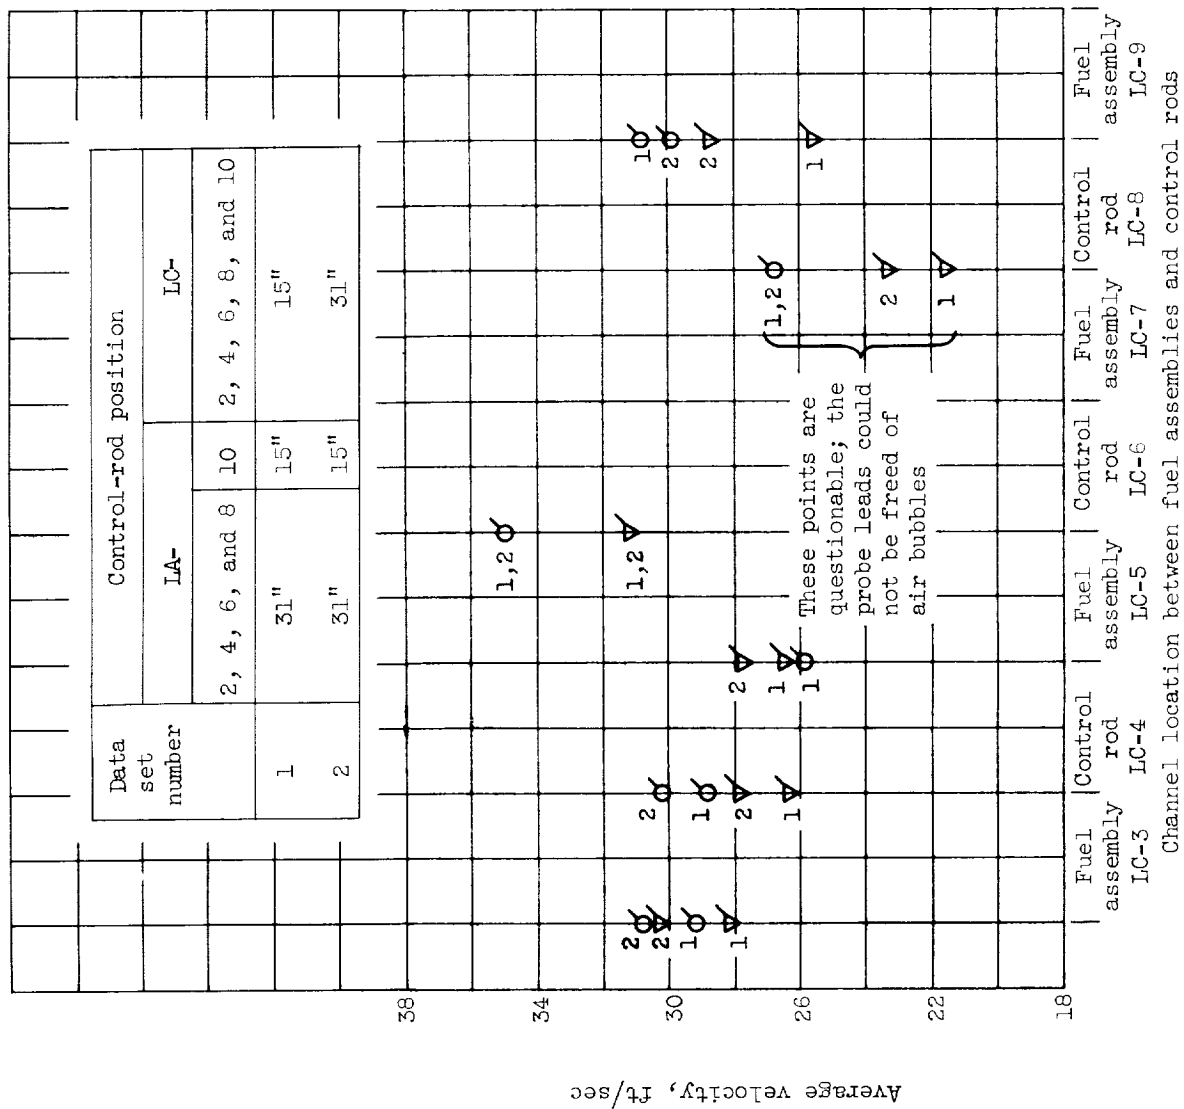 Data
set
number
Control-rod position
LA-
LC-
2, 4, 6, and 8
10
2, 4, 6, 8, and 10
1
31"
15"
15"
2
31"
15"
31"
38
34
30
26
22
18
Average velocity, ft/sec
2
2
1
1
2
1
2
1
2
1
1
1,2
1,2
1,2
2
1
1
2
2
1
These points are
questionable; the
probe leads could
not be freed of
air bubbles
Fuel
assembly
LC-3
Control
rod
LC-4
Fuel
assembly
LC-5
Control
rod
LC-6
Fuel
assembly
LC-7
Control
rod
LC-8
Fuel
assembly
LC-9
Channel location between fuel assemblies and control rods